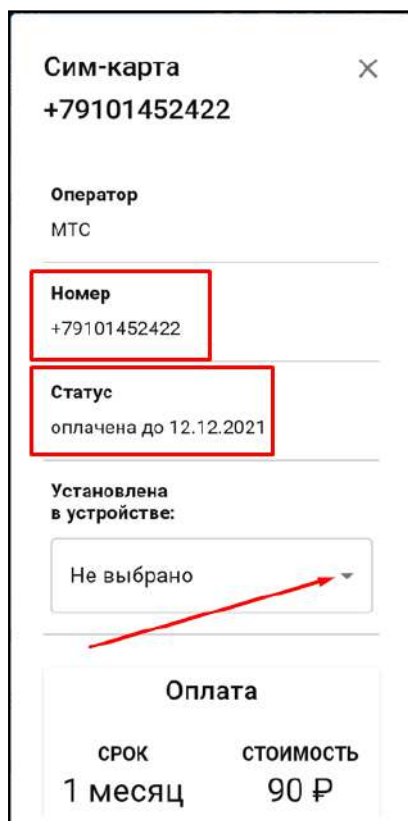 Сим-карта
+79101452422
Оператор
МТС
Номер
+79101452422
Статус
оплачена до 12.12.2021
Установлена
в устройстве:
Не выбрано
Оплата
СРОК СТОИМОСТЬ
1 месяц 90 ₽